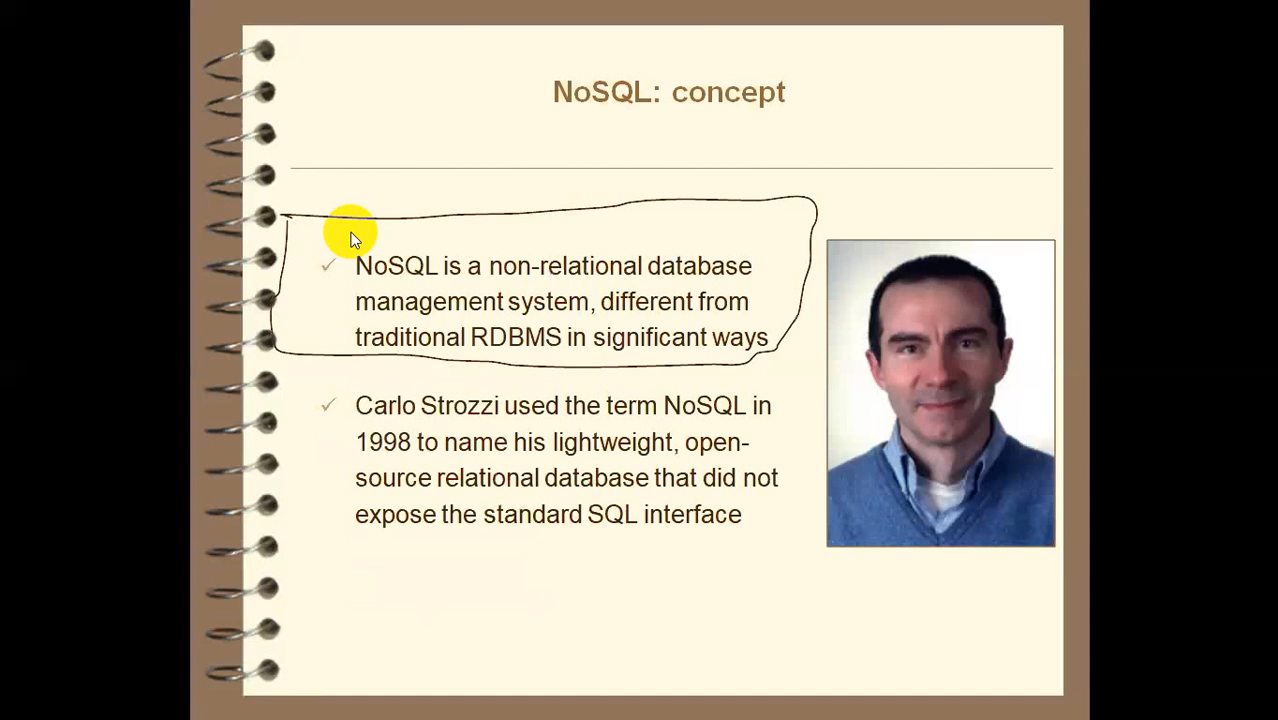 NoSQL: concept
NoSQL is a non-relational database
management system, different from
traditional RDBMS in significant ways
Carlo Strozzi used the term NoSQL in
1998 to name his lightweight, open-
source relational database that did not
expose the standard SQL interface